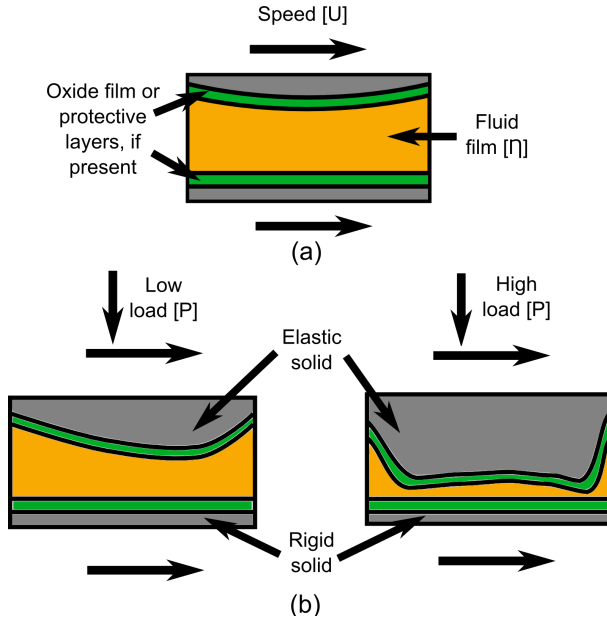 Speed [U]
Oxide film or
protective
layers, if
present
Fluid
film [Ƞ]
(a)
Low
load [P]
High
load [P]
Elastic
solid
Rigid
solid
(b)